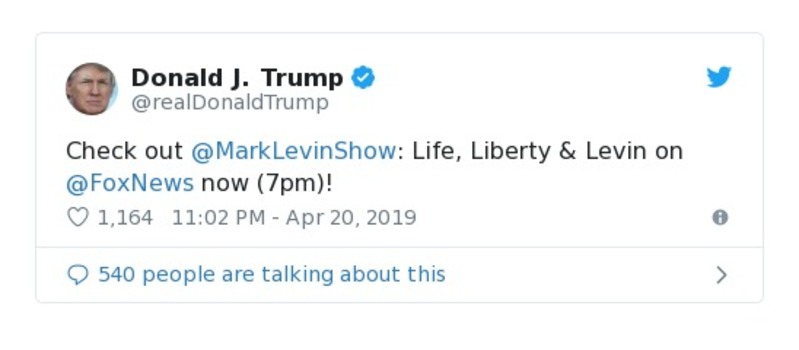 Donald J. Trump
@realDonaldTrump
Check out @MarkLevinShow: Life, Liberty & Levin on
@FoxNews now (7pm)!
1,164 11:02 PM - Apr 20, 2019
540 people are talking about this